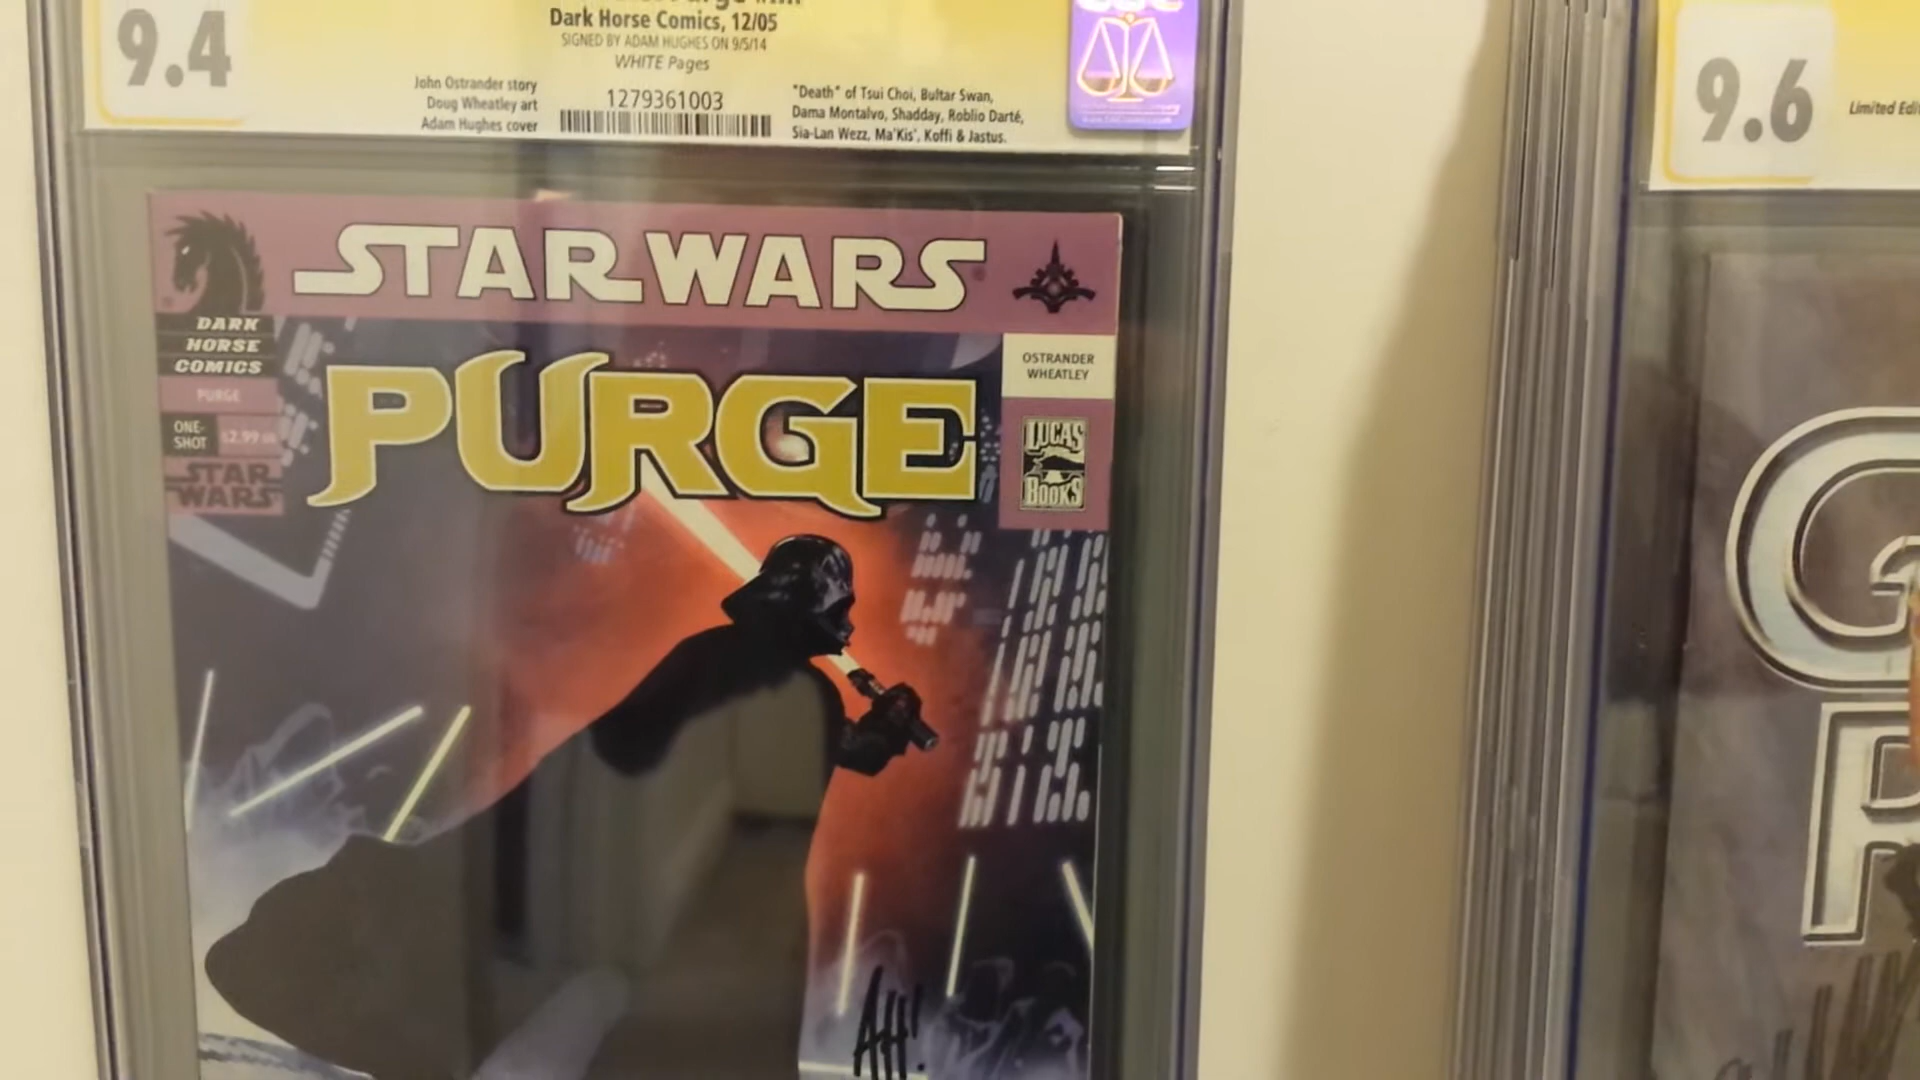 9.4
Dark Horse Comics, 12/05
SIGNED BY ADAM HUGHES ON 9/5/14
WHITE Pages
John Ostrander story
Doug Wheatley art
Adam Hughes cover
1279361003
"Death" of Tsui Choi, Bultar Swan,
Dama Montalvo, Shadday, Roblio Darté,
Sia-Lan Wezz, Ma'Kis', Koffi & Jastus.
STAR WARS
DARK
HORSE
COMICS
PURGE
ONE-
SHOT
$2.99
STAR
WARS
PURGE
OSTRANDER
WHEATLEY
LUCAS
BOOKS
AH!
9.6
Limited
G